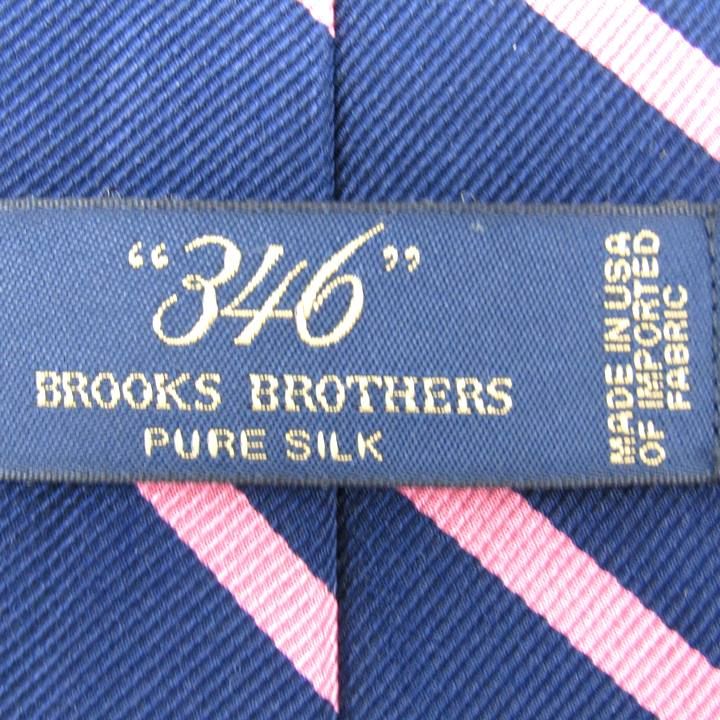 “346”
BROOKS BROTHERS
PURE SILK
MADE IN USA
OF IMPORTED
FABRIC